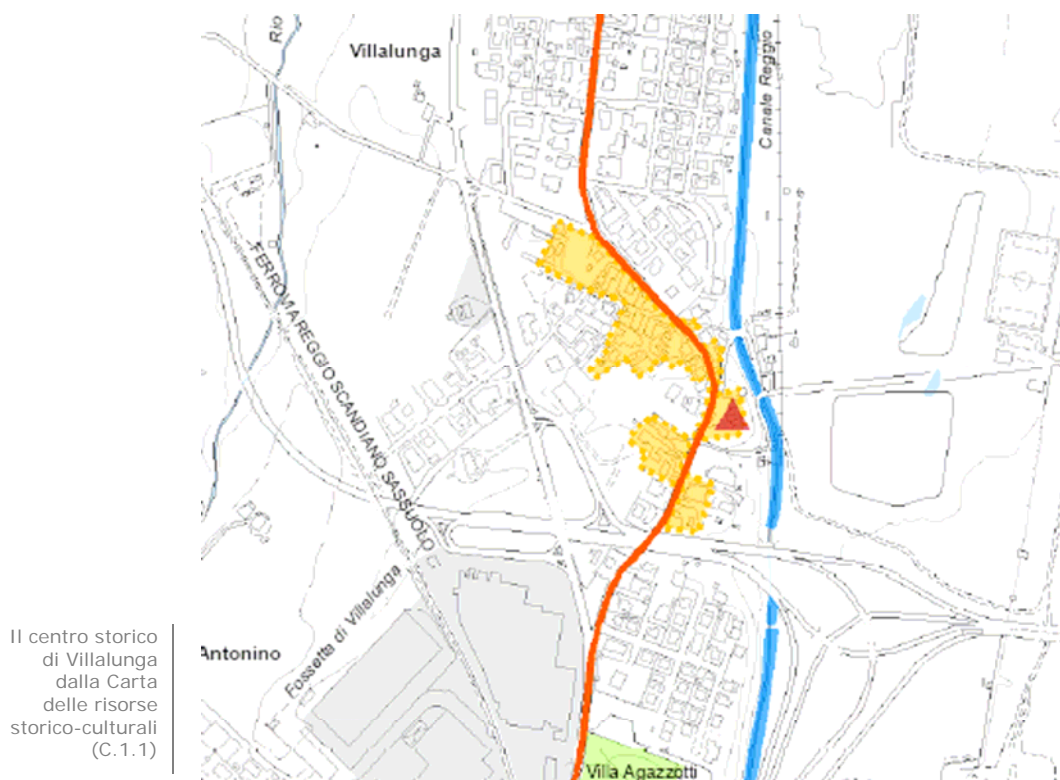 Rio
Villalunga
Canale Reggio
FERROVIA REGGIO SCANDIANO SASSUOLO
Fossetta di Villalunga
Antonino
Villa Agazzotti
Il centro storico
di Villalunga
dalla Carta
delle risorse
storico-culturali
(C.1.1)